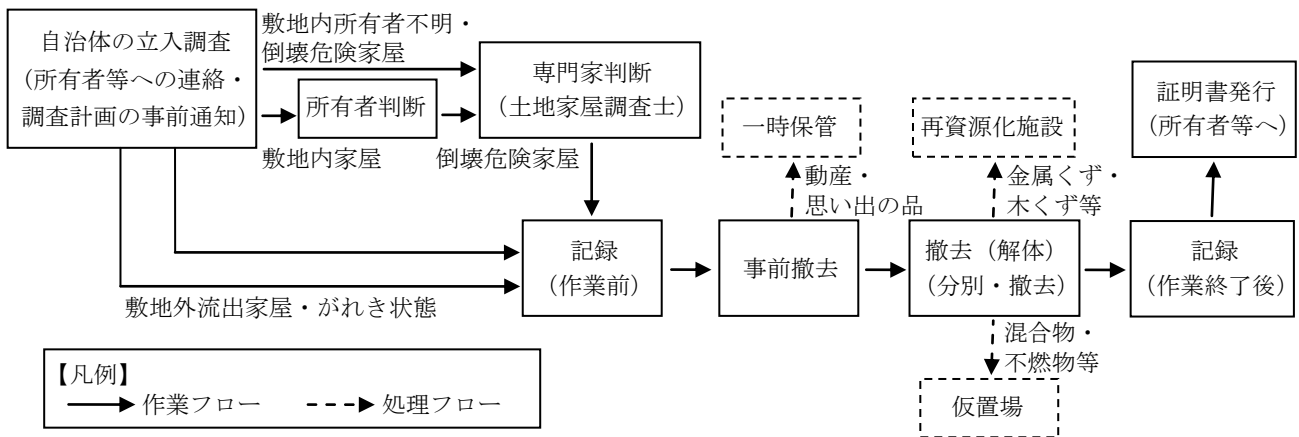 自治体の立入調査
(所有者等への連絡・
調査計画の事前通知)
敷地内所有者不明・
倒壊危険家屋
所有者判断
敷地内家屋
倒壊危険家屋
専門家判断
(土地家屋調査士)
敷地外流出家屋・がれき状態
記録
(作業前)
事前撤去
一時保管
動産・
思い出の品
再資源化施設
金属くず・
木くず等
撤去(解体)
(分別・撤去)
混合物・
不燃物等
仮置場
記録
(作業終了後)
証明書発行
(所有者等へ)
【凡例】
作業フロー
処理フロー